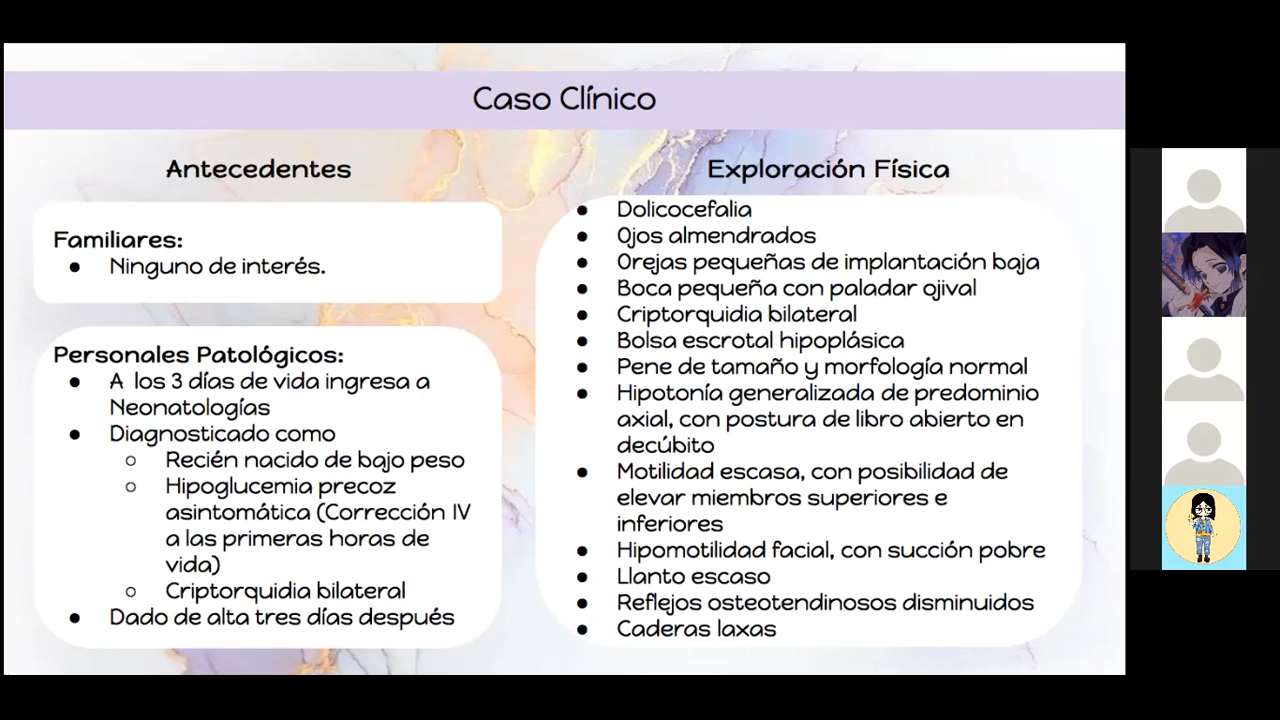 Caso Clínico
Antecedentes
Familiares:
● Ninguno de interés.
Personales Patológicos:
● A los 3 días de vida ingresa a
Neonatologías
● Diagnosticado como
○ Recién nacido de bajo peso
○ Hipoglucemia precoz
asintomática (Corrección IV
a las primeras horas de
vida)
○ Criptorquidia bilateral
● Dado de alta tres días después
Exploración Física
● Dolicocefalia
● Ojos almendrados
● Orejas pequeñas de implantación baja
● Boca pequeña con paladar ojival
● Criptorquidia bilateral
● Bolsa escrotal hipoplásica
● Pene de tamaño y morfología normal
● Hipotonía generalizada de predominio
axial, con postura de libro abierto en
decúbito
● Motilidad escasa, con posibilidad de
elevar miembros superiores e
inferiores
● Hipomotilidad facial, con succión pobre
● Llanto escaso
● Reflejos osteotendinosos disminuidos
● Caderas laxas